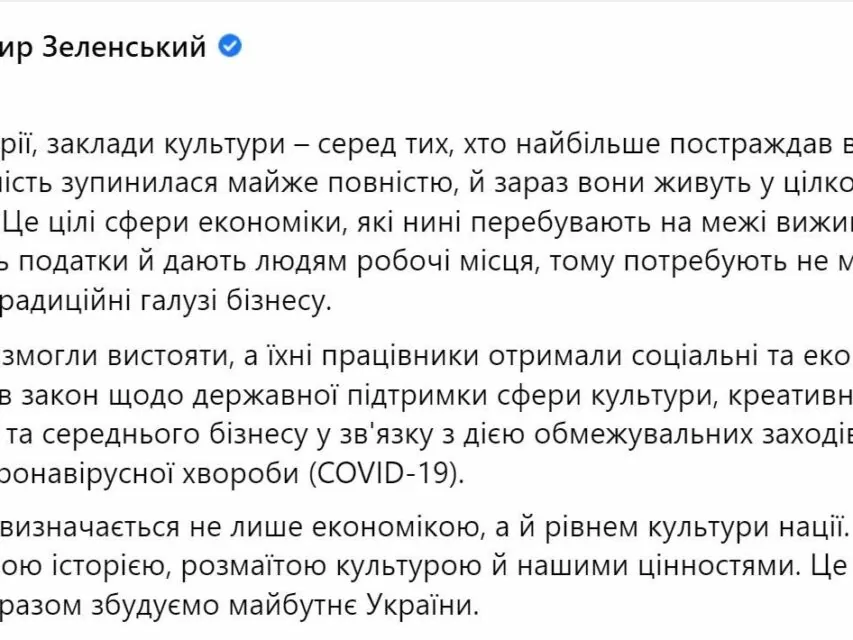 ир Зеленський
рії, заклади культури – серед тих, хто найбільше постраждав в
ість зупинилася майже повністю, й зараз вони живуть у цілко
Це цілі сфери економіки, які нині перебувають на межі вижи
ь податки й дають людям робочі місця, тому потребують не м
радиційні галузі бізнесу.
змогли вистояти, а їхні працівники отримали соціальні та еко
в закон щодо державної підтримки сфери культури, креативн
та середнього бізнесу у зв'язку з дією обмежувальних заходів
ронавірусної хвороби (COVID-19).
визначається не лише економікою, а й рівнем культури нації.
ою історією, розмаїтою культурою й нашими цінностями. Це
разом збудуємо майбутнє України.